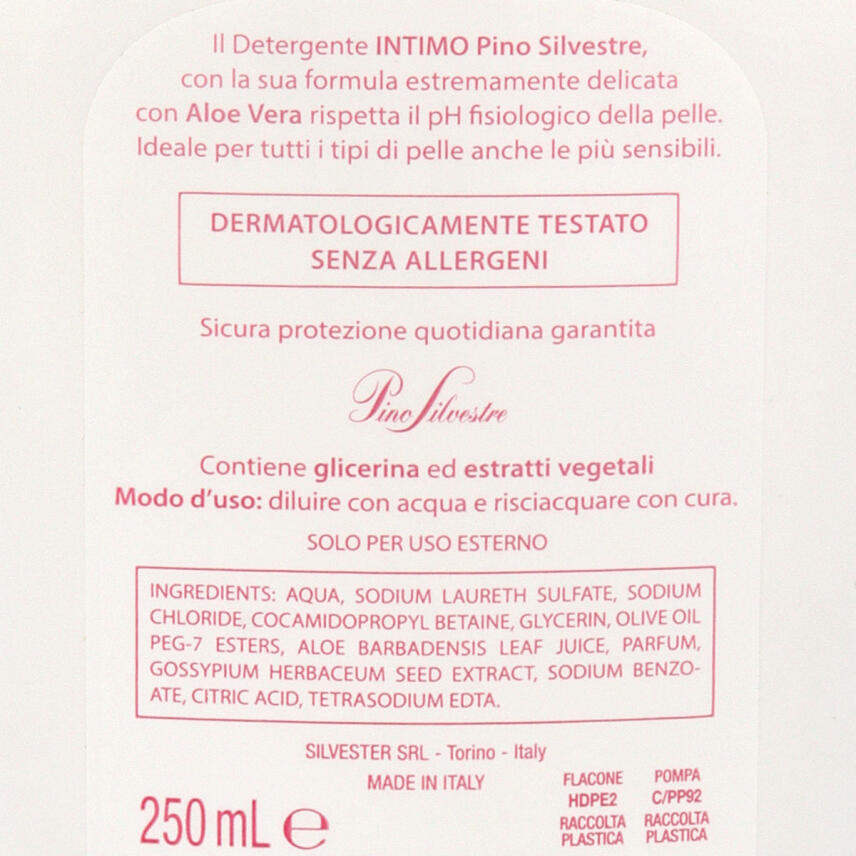 Il Detergente INTIMO Pino Silvestre,
con la sua formula estremamente delicata
con Aloe Vera rispetta il pH fisiologico della pelle.
Ideale per tutti i tipi di pelle anche le più sensibili.
DERMATOLOGICAMENTE TESTATO
SENZA ALLERGENI
Sicura protezione quotidiana garantita
Pino Silvestre
Contiene glicerina ed estratti vegetali
Modo d'uso: diluire con acqua e risciacquare con cura.
SOLO PER USO ESTERNO
INGREDIENTS: AQUA, SODIUM LAURETH SULFATE, SODIUM
CHLORIDE, COCAMIDOPROPYL BETAINE, GLYCERIN, OLIVE OIL
PEG-7 ESTERS, ALOE BARBADENSIS LEAF JUICE, PARFUM,
GOSSYPIUM HERBACEUM SEED EXTRACT, SODIUM BENZO-
ATE, CITRIC ACID, TETRASODIUM EDTA.
SILVESTER SRL - Torino - Italy
MADE IN ITALY
250 mL e
FLACONE
HDPE2
RACCOLTA
PLASTICA
POMPA
C/PP92
RACCOLTA
PLASTICA